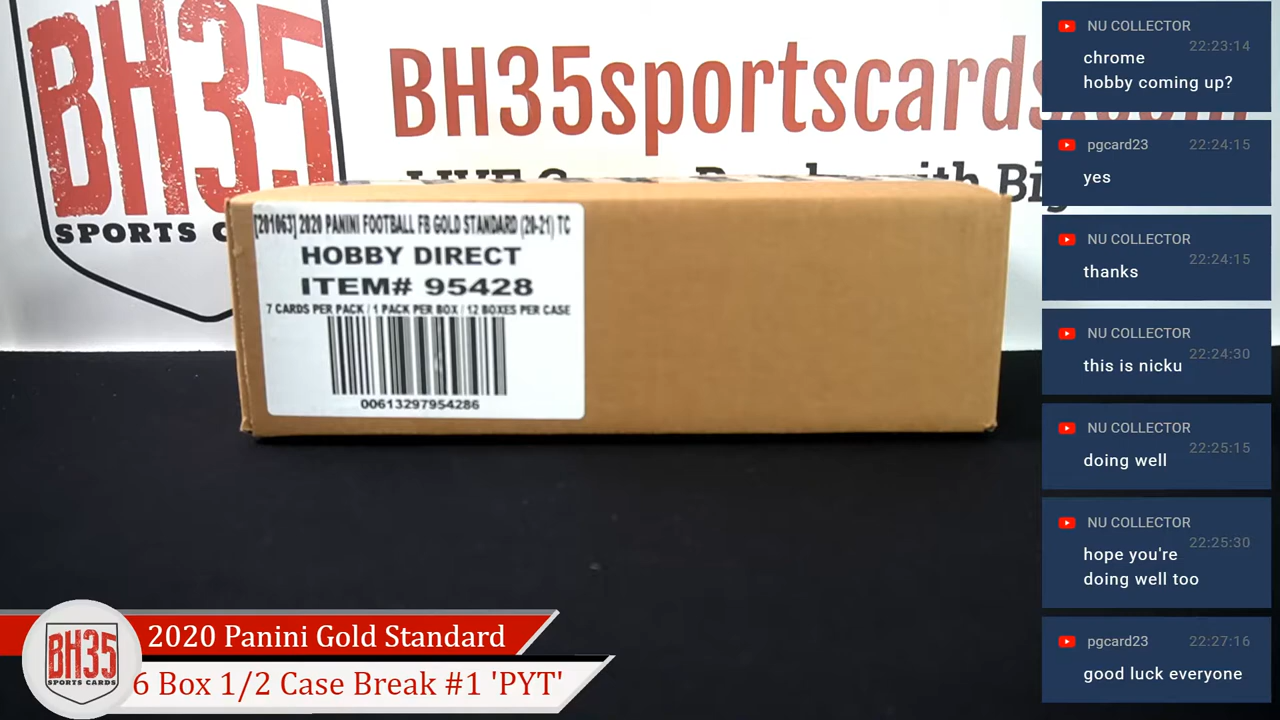 BH35
SPORTS
BH35sportscards.com
[201063] 2020 PANINI FOOTBALL FB GOLD STANDARD (20-21) TC
HOBBY DIRECT
ITEM# 95428
7 CARDS PER PACK / 1 PACK PER BOX / 12 BOXES PER CASE
00613297954286
BH35
SPORTS CARDS
2020 Panini Gold Standard
6 Box 1/2 Case Break #1 'PYT'
NU COLLECTOR
22:23:14
chrome
hobby coming up?
pgcard23 22:24:15
yes
NU COLLECTOR
22:24:15
thanks
NU COLLECTOR
22:24:30
this is nicku
NU COLLECTOR
22:25:15
doing well
NU COLLECTOR
22:25:30
hope you're
doing well too
pgcard23 22:27:16
good luck everyone